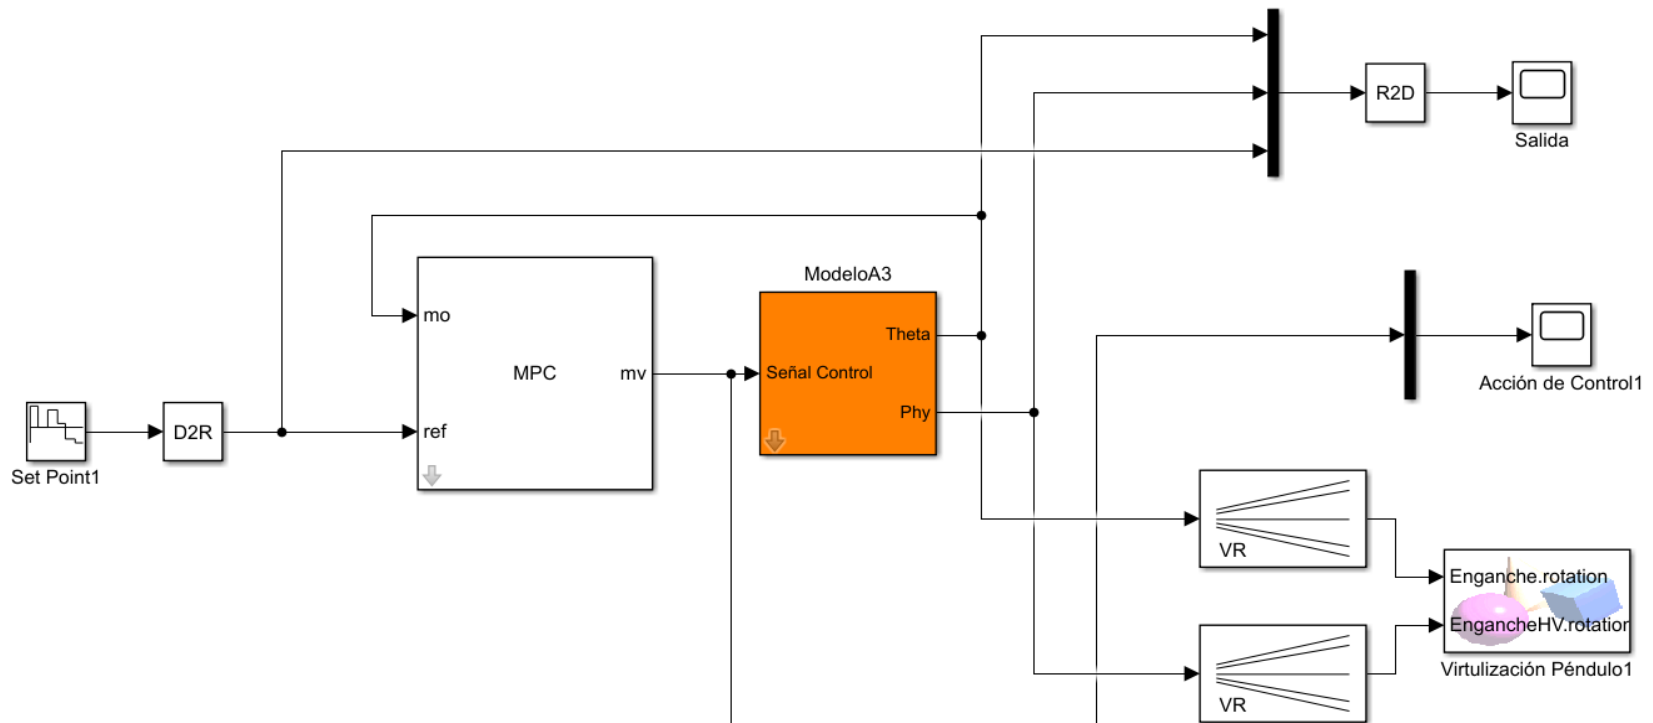 R2D
Salida
ModeloA3
mo
Theta
MPC
mv
Señal Control
Acción de Control1
Phy
D2R
ref
Set Point1
VR
Enganche.rotation
EngancheHV.rotation
Virtulización Péndulo1
VR